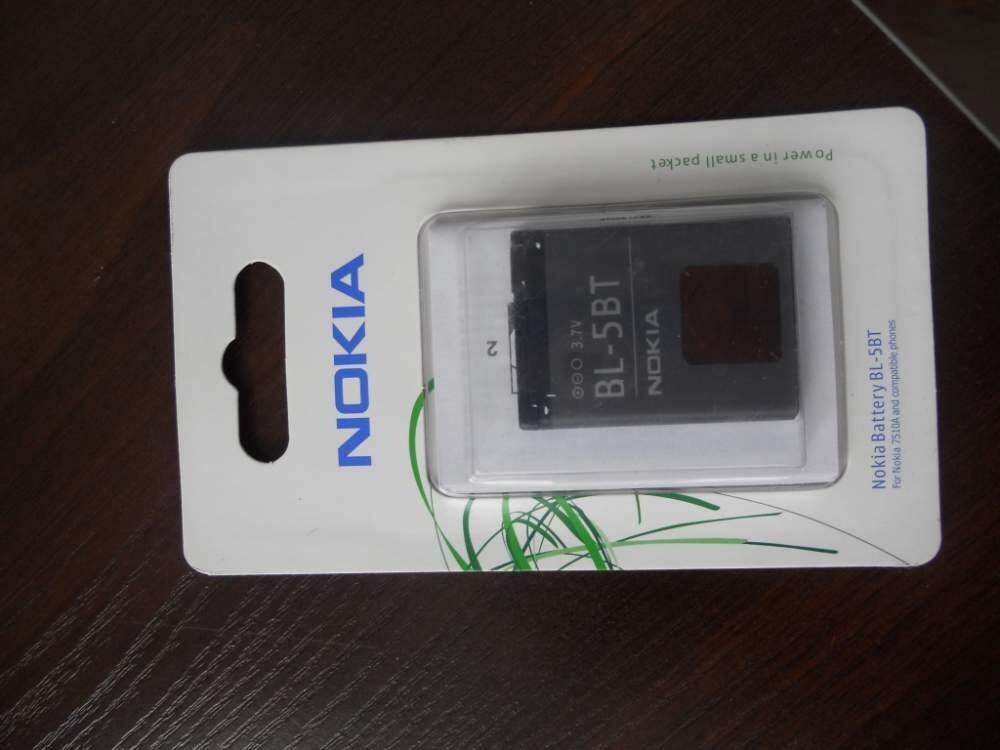 NOKIA
Power in a small packet
2
3.7V
BL-5BT
NOKIA
Nokia Battery BL-5BT
For Nokia 7510A and compatible phones